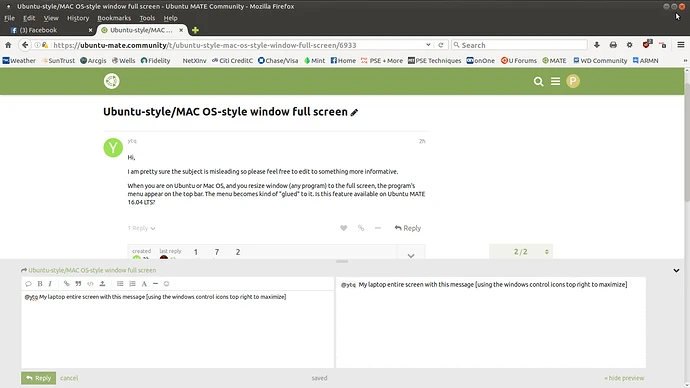 Ubuntu-style/MAC OS-style window full screen - Ubuntu MATE Community - Mozilla Firefox
File Edit View History Bookmarks Tools Help
(3) Facebook
Ubuntu-style/MAC...
https://ubuntu-mate.community/t/ubuntu-style-mac-os-style-window-full-screen/6933
Search
2
Weather SunTrust Arcgis Wells Fidelity NetXInv Citi CreditC Chase/Visa Mint Home PSE + More PSE Techniques onOne U Forums MATE WD Community ARMN
P
Ubuntu-style/MAC OS-style window full screen
Y
ytq 2h
Hi,
I am pretty sure the subject is misleading so please feel free to edit to something more informative.
When you are on Ubuntu or Mac OS, and you resize window (any program) to the full screen, the program's
menu appear on the top bar. The menu becomes kind of "glued" to it. Is this feature available on Ubuntu MATE
16.04 LTS?
1 Reply
Reply
created last reply 1 7 2
2 / 2
Ubuntu-style/MAC OS-style window full screen
B I A
@ytq My laptop entire screen with this message [using the windows control icons top right to maximize]
@ytq My laptop entire screen with this message [using the windows control icons top right to maximize]
Reply cancel saved « hide preview